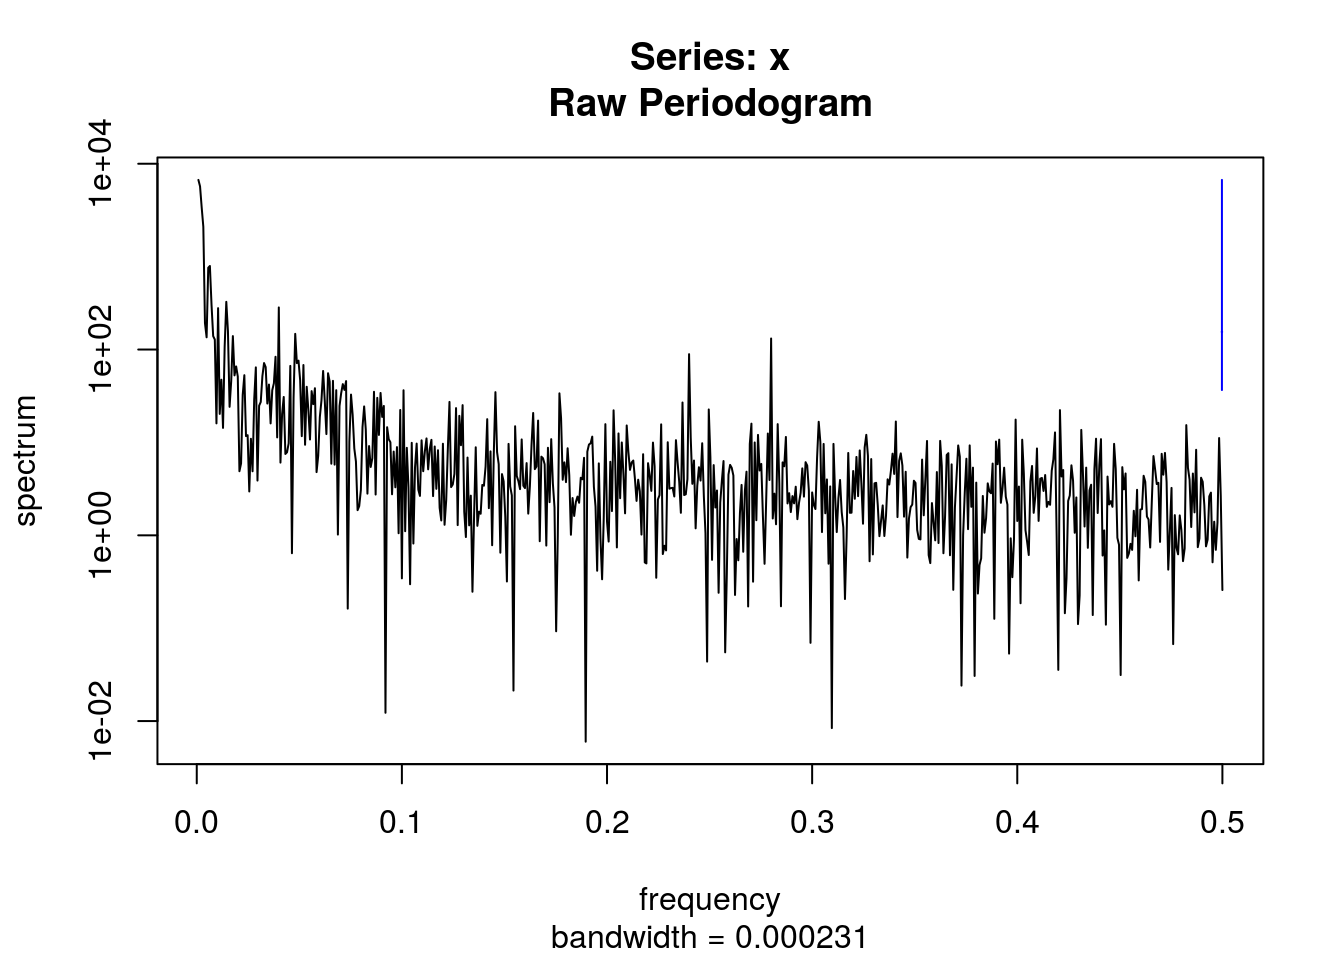 Series: x
Raw Periodogram
spectrum
1e+04
1e+02
1e+00
1e-02
0.0 0.1 0.2 0.3 0.4 0.5
frequency
bandwidth = 0.000231